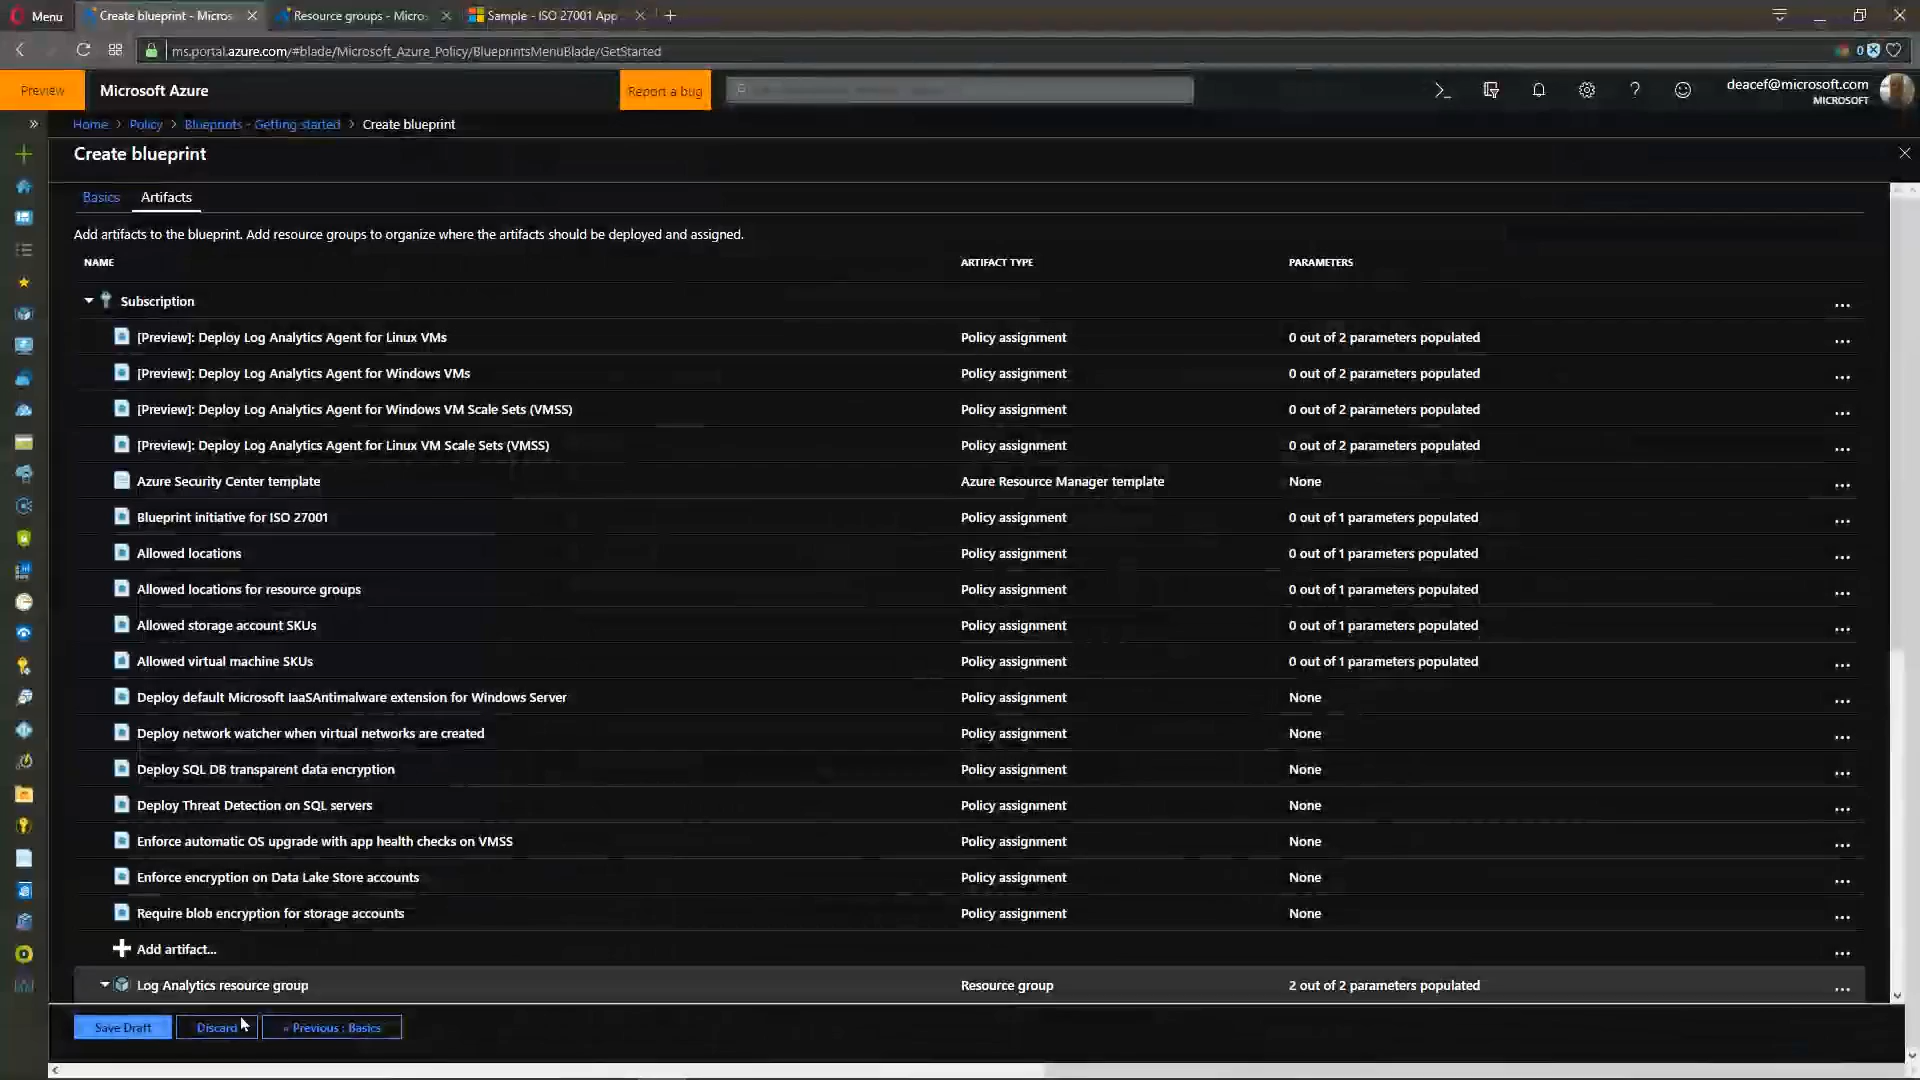 Menu
Create blueprint - Micros
Resource groups - Micro
Sample - ISO 27001 App
ms.portal.azure.com/#blade/Microsoft_Azure_Policy/BlueprintsMenuBlade/GetStarted
0
Preview
Microsoft Azure
Report a bug
deacef@microsoft.com
MICROSOFT
Home > Policy > Blueprints - Getting started > Create blueprint
Create blueprint
Basics Artifacts
Add artifacts to the blueprint. Add resource groups to organize where the artifacts should be deployed and assigned.
NAME ARTIFACT TYPE PARAMETERS
Subscription ...
[Preview]: Deploy Log Analytics Agent for Linux VMs Policy assignment 0 out of 2 parameters populated ...
[Preview]: Deploy Log Analytics Agent for Windows VMs Policy assignment 0 out of 2 parameters populated ...
[Preview]: Deploy Log Analytics Agent for Windows VM Scale Sets (VMSS) Policy assignment 0 out of 2 parameters populated ...
[Preview]: Deploy Log Analytics Agent for Linux VM Scale Sets (VMSS) Policy assignment 0 out of 2 parameters populated ...
Azure Security Center template Azure Resource Manager template None ...
Blueprint initiative for ISO 27001 Policy assignment 0 out of 1 parameters populated ...
Allowed locations Policy assignment 0 out of 1 parameters populated ...
Allowed locations for resource groups Policy assignment 0 out of 1 parameters populated ...
Allowed storage account SKUs Policy assignment 0 out of 1 parameters populated ...
Allowed virtual machine SKUs Policy assignment 0 out of 1 parameters populated ...
Deploy default Microsoft IaaSAntimalware extension for Windows Server Policy assignment None ...
Deploy network watcher when virtual networks are created Policy assignment None ...
Deploy SQL DB transparent data encryption Policy assignment None ...
Deploy Threat Detection on SQL servers Policy assignment None ...
Enforce automatic OS upgrade with app health checks on VMSS Policy assignment None ...
Enforce encryption on Data Lake Store accounts Policy assignment None ...
Require blob encryption for storage accounts Policy assignment None ...
Add artifact... ...
Log Analytics resource group Resource group 2 out of 2 parameters populated ...
Save Draft Discard « Previous : Basics